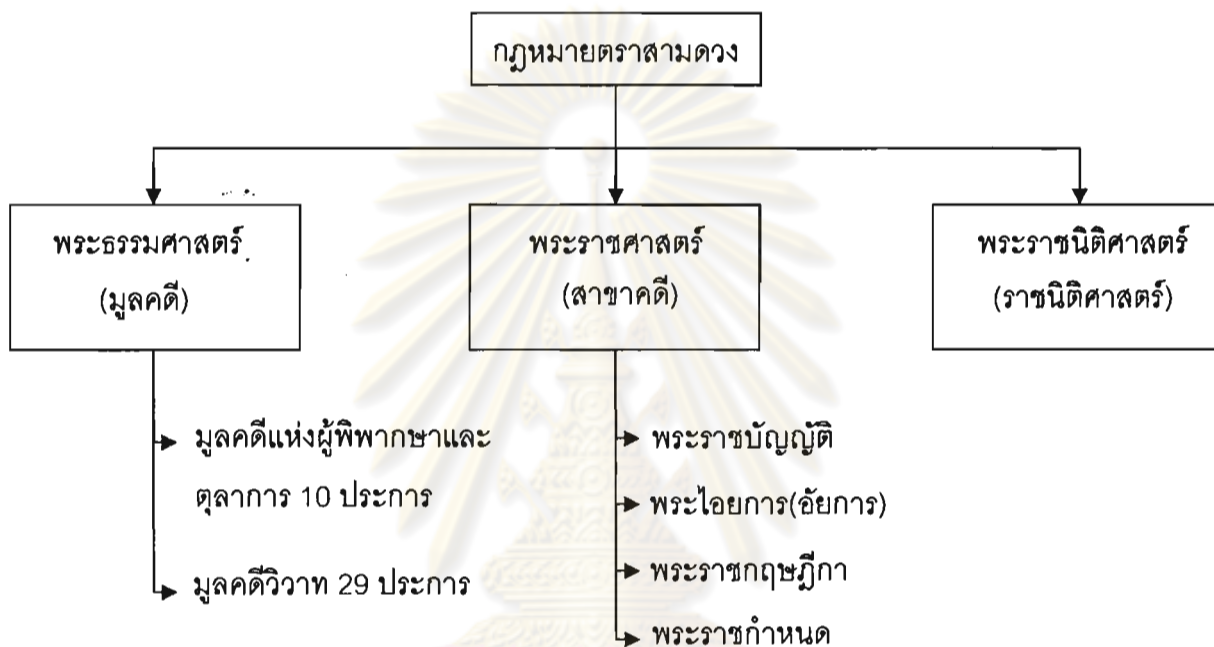 กฎหมายตราสามดวง
พระธรรมศาสตร์
(มูลคดี)
พระราชศาสตร์
(สาขาคดี)
พระราชนิติศาสตร์
(ราชนิติศาสตร์)
มูลคดีแห่งผู้พิพากษาและ
ตุลาการ 10 ประการ
มูลคดีวิวาท 29 ประการ
พระราชบัญญัติ
พระไอยการ(อัยการ)
พระราชกฤษฎีกา
พระราชกำหนด